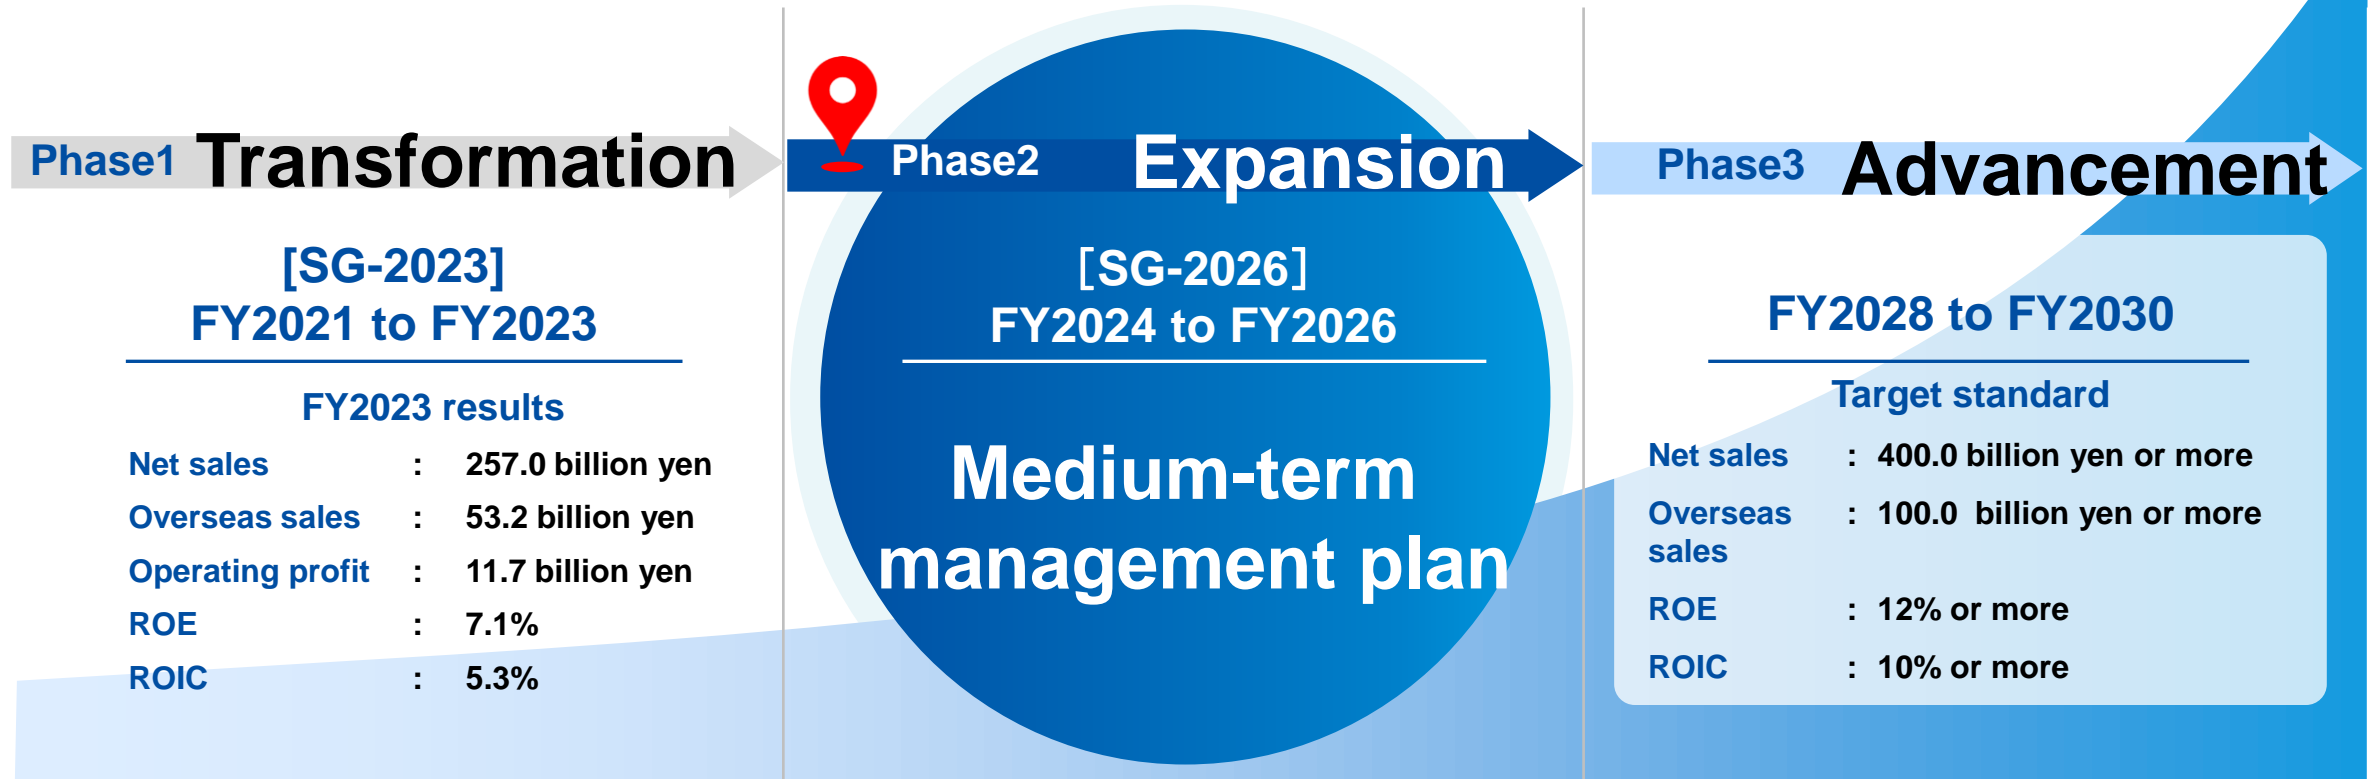 Phase1 Transformation
[SG-2023]
FY2021 to FY2023
FY2023 results
Net sales : 257.0 billion yen
Overseas sales : 53.2 billion yen
Operating profit : 11.7 billion yen
ROE : 7.1%
ROIC : 5.3%
Phase2 Expansion
[SG-2026]
FY2024 to FY2026
Medium-term
management plan
Phase3 Advancement
FY2028 to FY2030
Target standard
Net sales : 400.0 billion yen or more
Overseas : 100.0 billion yen or more
sales
ROE : 12% or more
ROIC : 10% or more